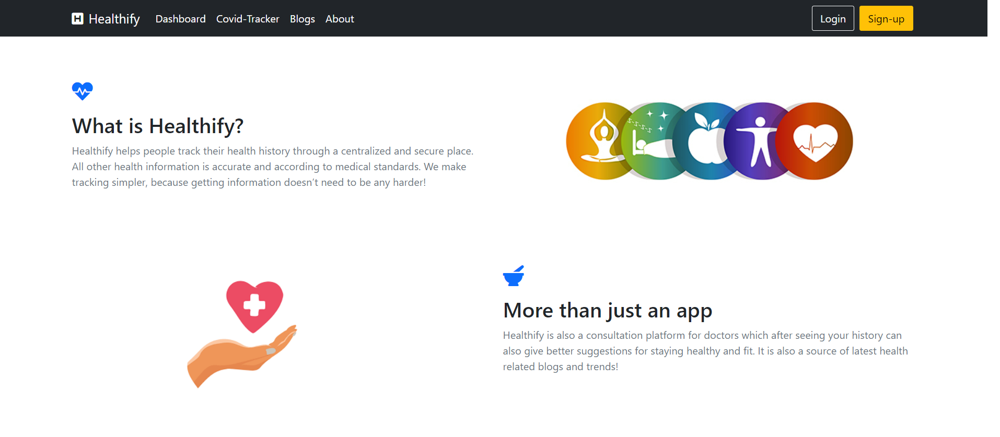 H Healthify Dashboard Covid-Tracker Blogs About Login Sign-up
What is Healthify?
Healthify helps people track their health history through a centralized and secure place.
All other health information is accurate and according to medical standards. We make
tracking simpler, because getting information doesn’t need to be any harder!
z-z-z-z
More than just an app
Healthify is also a consultation platform for doctors which after seeing your history can
also give better suggestions for staying healthy and fit. It is also a source of latest health
related blogs and trends!